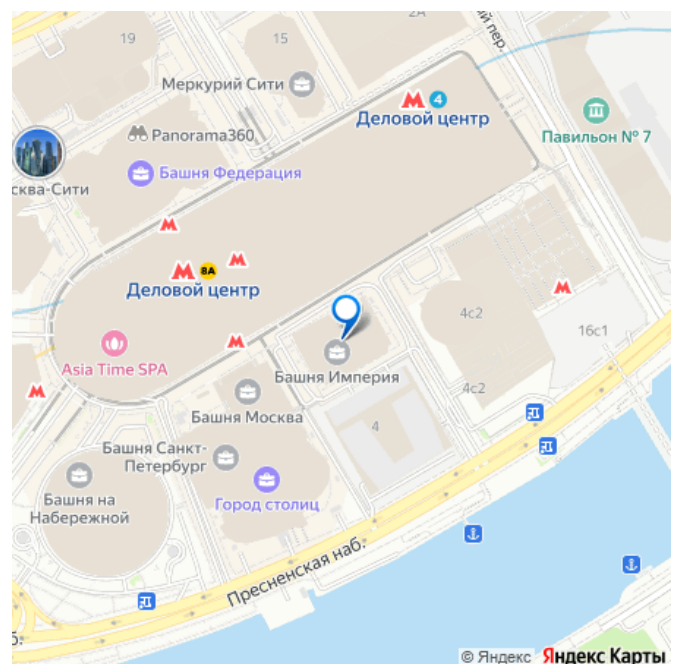 2А
19
15
ый пер.
Меркурий Сити
4
Деловой центр
Panorama360
Павильон № 7
Башня Федерация
сква-Сити
8А
Деловой центр
4с2
16с1
Asia Time SPA
Башня Империя
4с2
Башня Москва
4
Башня Санкт-
Петербург
Башня на
Набережной
Город столиц
Пресненская наб.
б.
© Яндекс Яндекс Карты